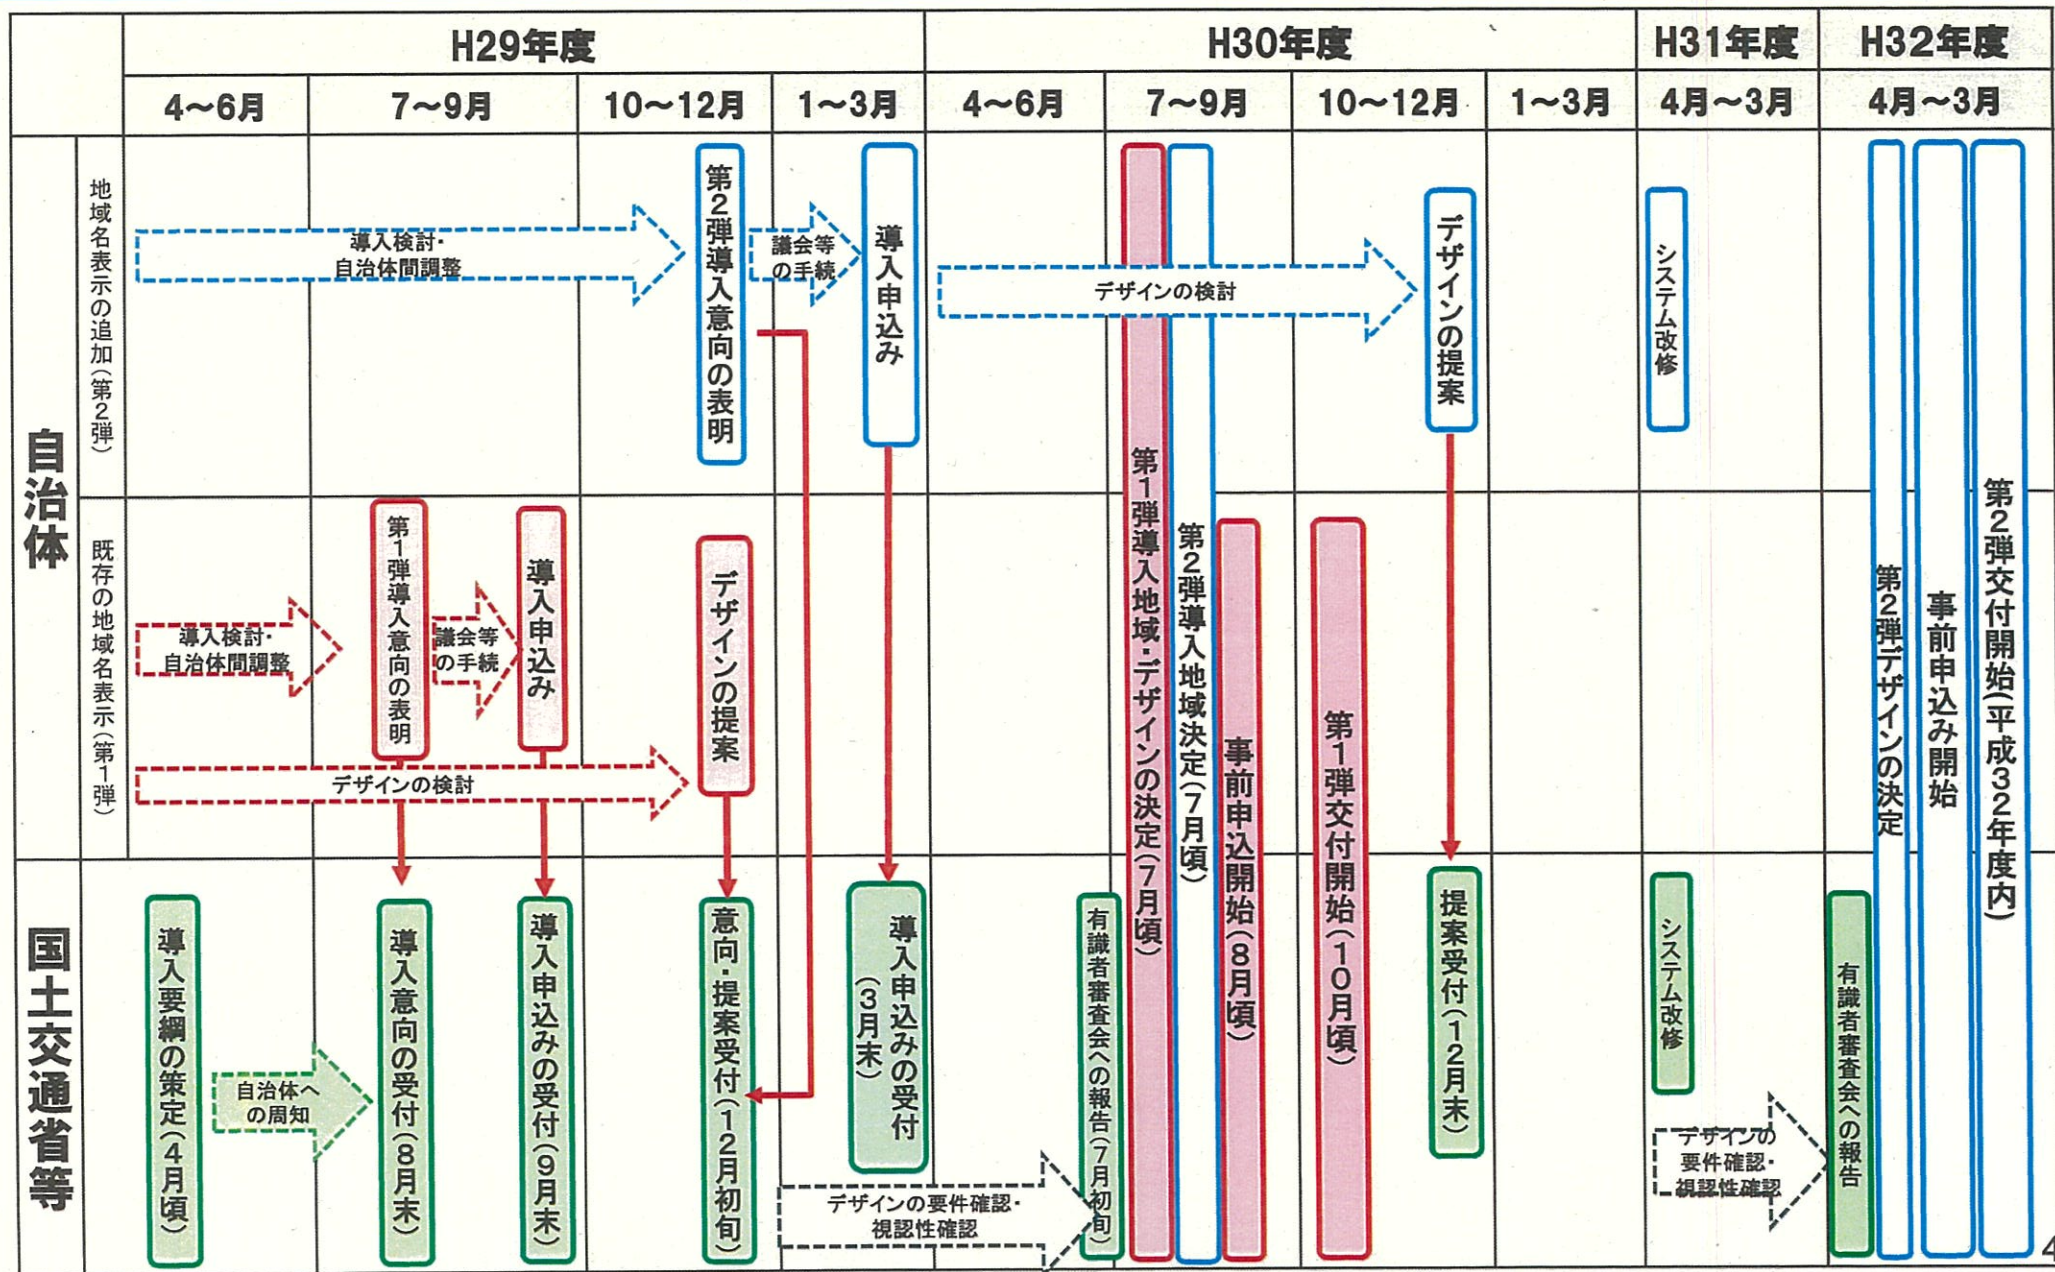 H29年度
H30年度
H31年度
H32年度
4～6月
7～9月
10～12月
1～3月
4～6月
7～9月
10～12月
1～3月
4月～3月
4月～3月
自治体
地域名表示の追加（第2弾）
導入検討・
自治体間調整
第2弾導入意向の表明
議会等
の手続
導入申込み
デザインの検討
デザインの提案
システム改修
既存の地域名表示（第1弾）
導入検討・
自治体間調整
第1弾導入意向の表明
議会等
の手続
導入申込み
デザインの検討
デザインの提案
第1弾導入地域・デザインの決定（7月頃）
第2弾導入地域決定（7月頃）
事前申込開始（8月頃）
第1弾交付開始（10月頃）
第2弾デザインの決定
事前申込み開始
第2弾交付開始（平成32年度内）
国土交通省等
導入要綱の策定（4月頃）
自治体へ
の周知
導入意向の受付（8月末）
導入申込みの受付（9月末）
意向・提案受付（12月初旬）
導入申込みの受付
（3月末）
デザインの要件確認・
視認性確認
有識者審査会への報告（7月初旬）
提案受付（12月末）
システム改修
デザインの
要件確認・
視認性確認
有識者審査会への報告
4